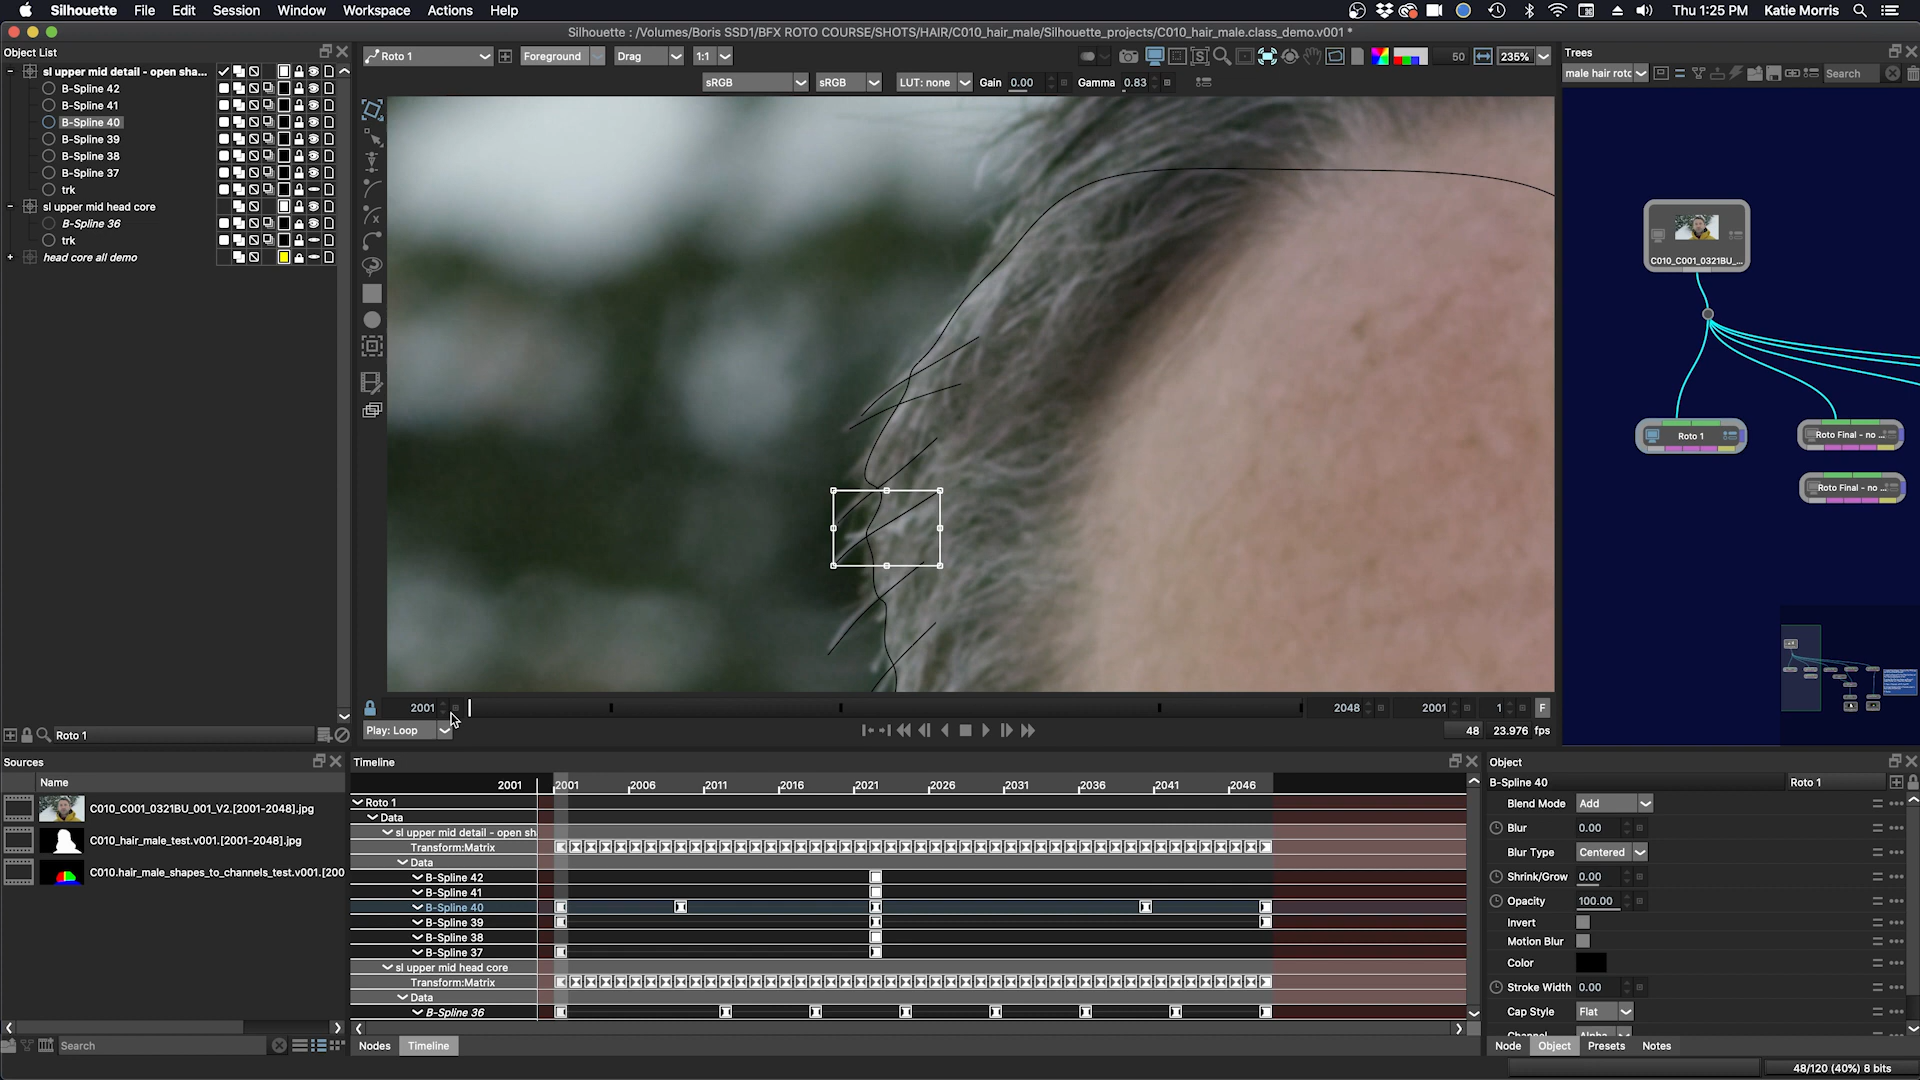 Silhouette File Edit Session Window Workspace Actions Help Thu 1:25 PM Katie Morris
Silhouette : /Volumes/Boris SSD1/BFX ROTO COURSE/SHOTS/HAIR/C010_hair_male/Silhouette_projects/C010_hair_male.class_demo.v001 *
Object List
Roto 1 Foreground Drag 1:1 50 235%
Trees
sl upper mid detail - open sha...
male hair roto Search
sRGB sRGB LUT: none Gain 0.00 Gamma 0.83
B-Spline 42
B-Spline 41
B-Spline 40
B-Spline 39
B-Spline 38
B-Spline 37
trk
sl upper mid head core
B-Spline 36
trk
head core all demo
C010_C001_0321BU_...
Roto 1 Roto Final - no ...
Roto Final - no ...
2001 2048 2001 1 F
Roto 1 Play: Loop 48 23.976 fps
Sources Timeline Object
Name
2001 2001 2006 2011 2016 2021 2026 2031 2036 2041 2046
B-Spline 40 Roto 1
C010_C001_0321BU_001_V2.[2001-2048].jpg
C010_hair_male_test.v001.[2001-2048].jpg
C010.hair_male_shapes_to_channels_test.v001.[200
Roto 1
Data
sl upper mid detail - open sh
Transform:Matrix
Data
B-Spline 42
B-Spline 41
B-Spline 40
B-Spline 39
B-Spline 38
B-Spline 37
sl upper mid head core
Transform:Matrix
Data
B-Spline 36
Blend Mode Add
Blur 0.00
Blur Type Centered
Shrink/Grow 0.00
Opacity 100.00
Invert
Motion Blur
Color
Stroke Width 0.00
Cap Style Flat
Channel Alpha
Search Nodes Timeline Node Object Presets Notes
48/120 (40%) 8 bits